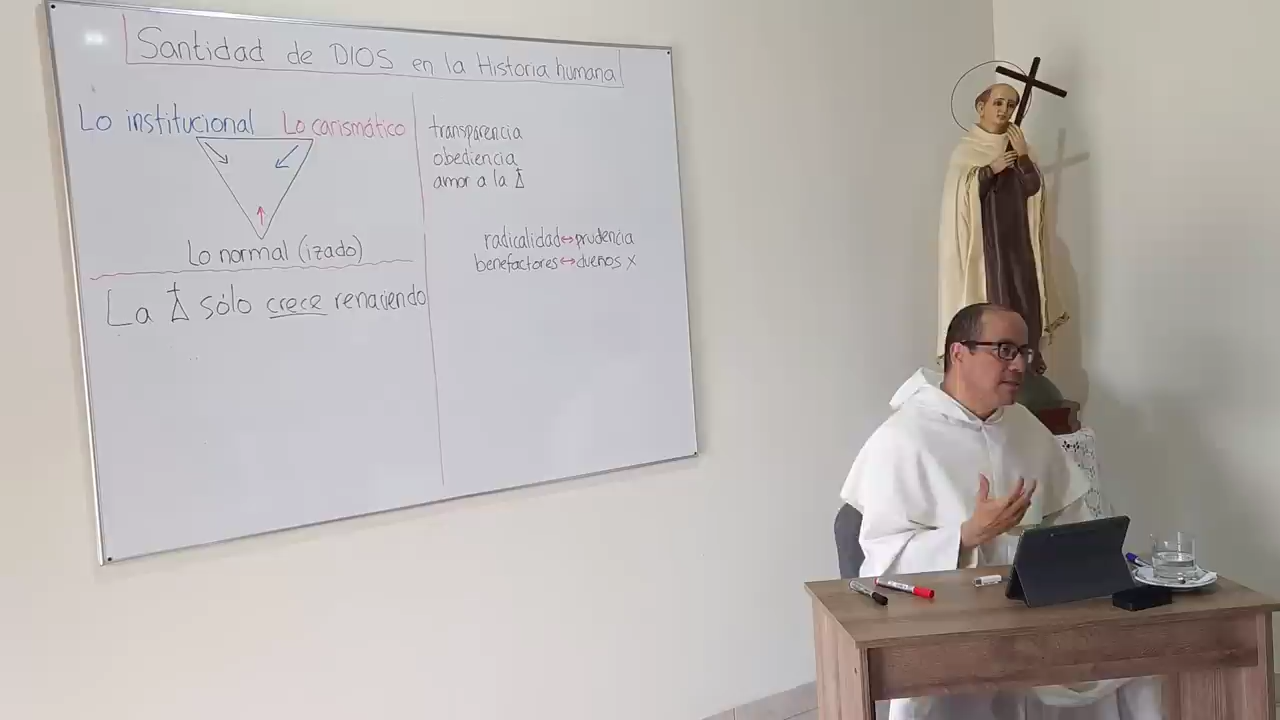 Santidad de DIOS en la Historia humana
Lo institucional
Lo carismático
Lo normal (izado)
La sólo crece renaciendo
transparencia
obediencia
amor a la
radicalidad↔prudencia
benefactores↔dueños x